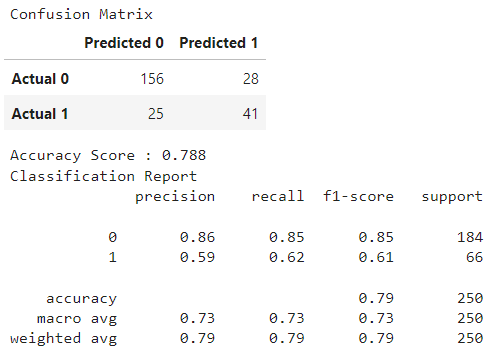 Confusion Matrix
Predicted 0 Predicted 1
Actual 0 156 28
Actual 1 25 41
Accuracy Score : 0.788
Classification Report
precision recall f1-score support
0 0.86 0.85 0.85 184
1 0.59 0.62 0.61 66
accuracy 0.79 250
macro avg 0.73 0.73 0.73 250
weighted avg 0.79 0.79 0.79 250